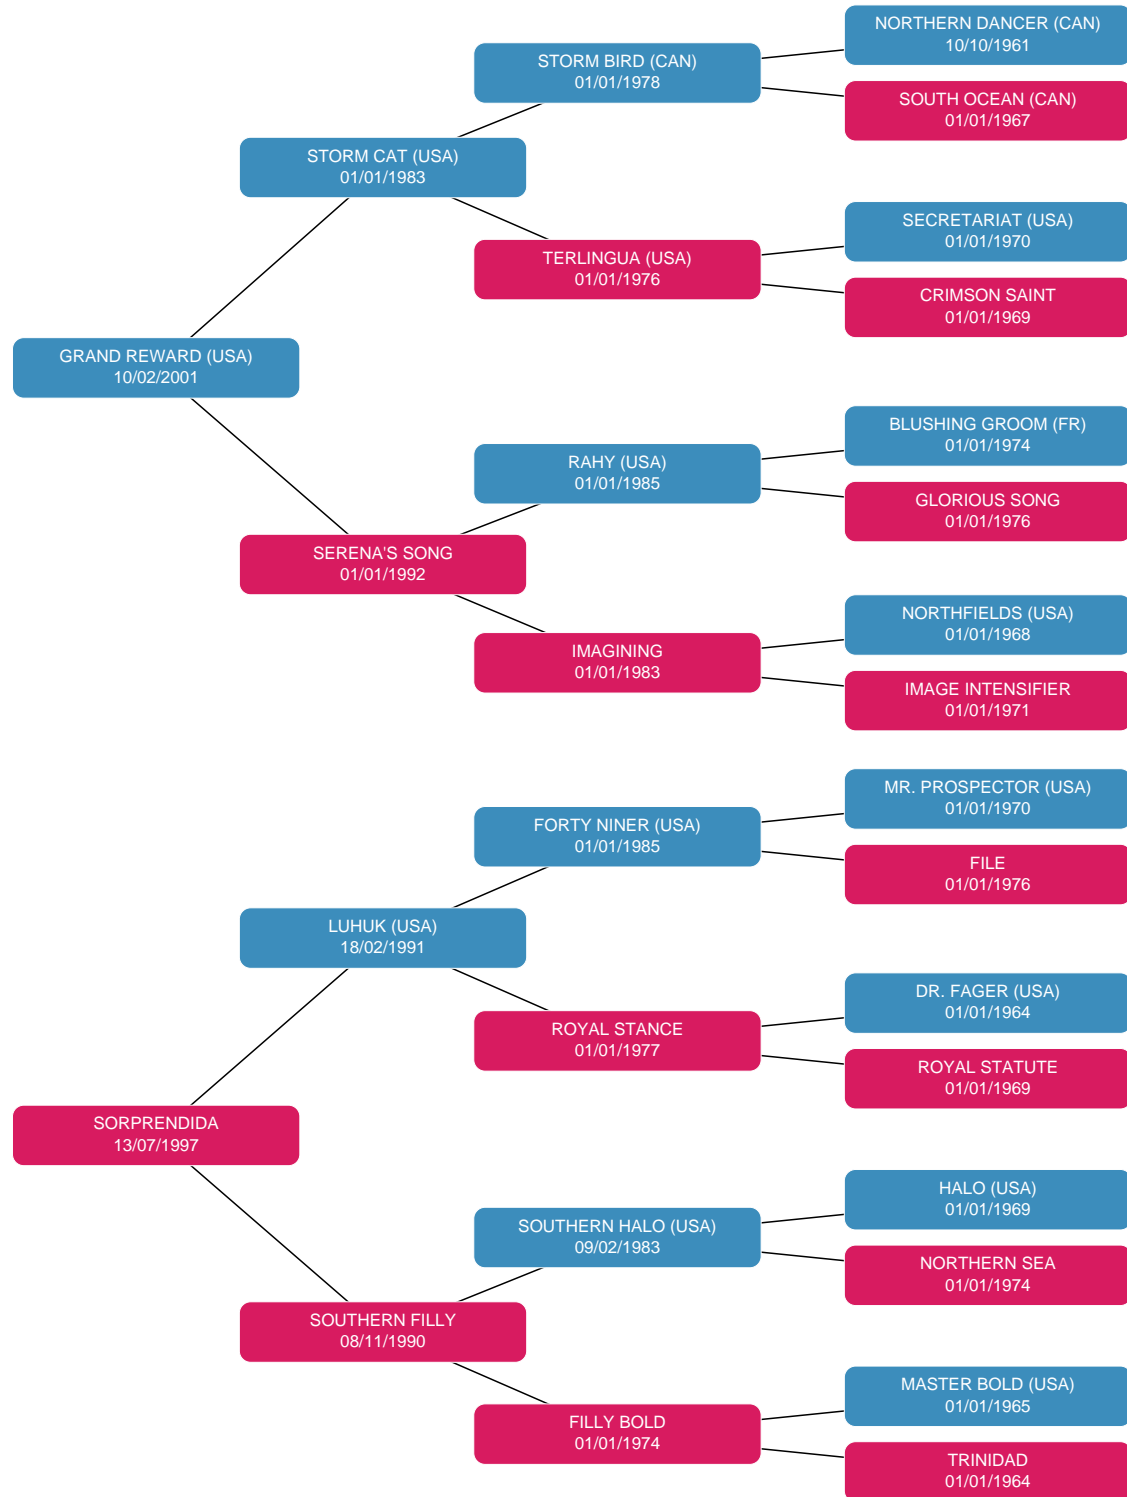 NORTHERN DANCER (CAN)
10/10/1961
STORM BIRD (CAN)
01/01/1978
SOUTH OCEAN (CAN)
01/01/1967
STORM CAT (USA)
01/01/1983
SECRETARIAT (USA)
01/01/1970
TERLINGUA (USA)
01/01/1976
CRIMSON SAINT
01/01/1969
GRAND REWARD (USA)
10/02/2001
BLUSHING GROOM (FR)
01/01/1974
RAHY (USA)
01/01/1985
GLORIOUS SONG
01/01/1976
SERENA'S SONG
01/01/1992
NORTHFIELDS (USA)
01/01/1968
IMAGINING
01/01/1983
IMAGE INTENSIFIER
01/01/1971
MR. PROSPECTOR (USA)
01/01/1970
FORTY NINER (USA)
01/01/1985
FILE
01/01/1976
LUHUK (USA)
18/02/1991
DR. FAGER (USA)
01/01/1964
ROYAL STANCE
01/01/1977
ROYAL STATUTE
01/01/1969
SORPRENDIDA
13/07/1997
HALO (USA)
01/01/1969
SOUTHERN HALO (USA)
09/02/1983
NORTHERN SEA
01/01/1974
SOUTHERN FILLY
08/11/1990
MASTER BOLD (USA)
01/01/1965
FILLY BOLD
01/01/1974
TRINIDAD
01/01/1964